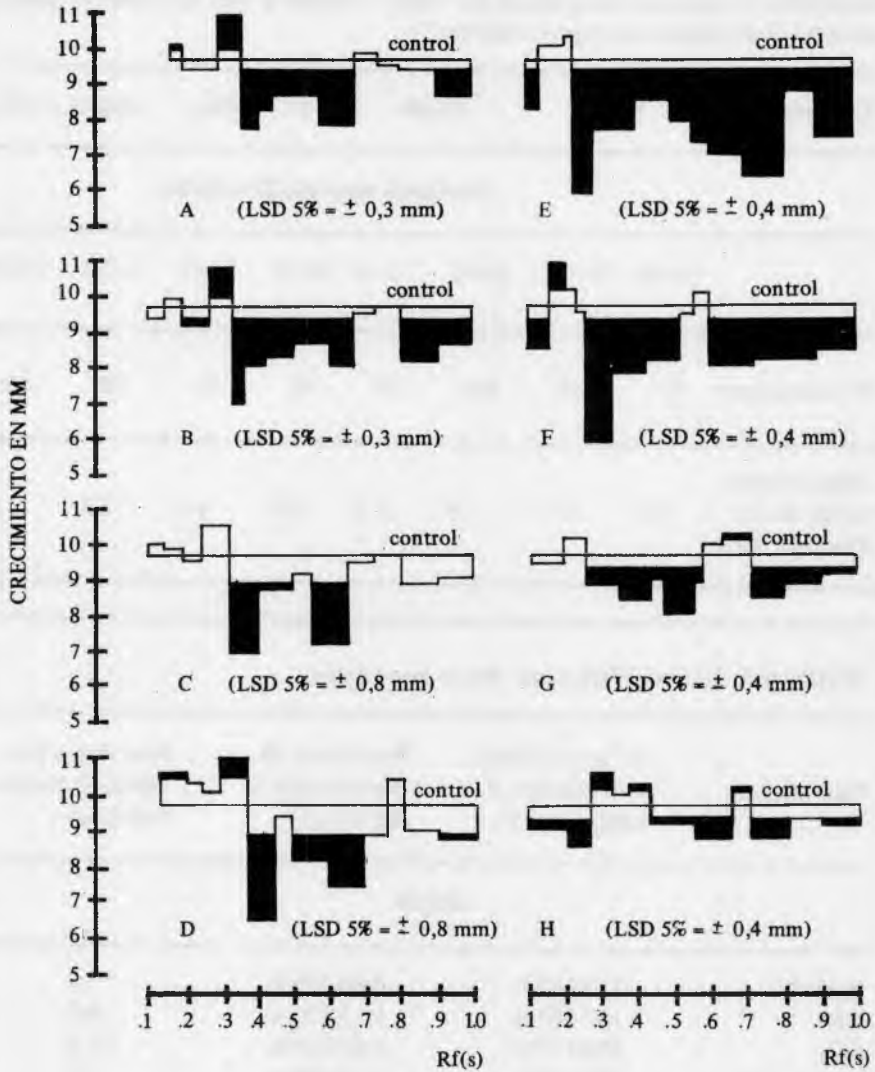 CRECIMIENTO EN MM
11
10
9
8
7
6
5
control
A (LSD 5% = ± 0,3 mm)
control
E (LSD 5% = ± 0,4 mm)
11
10
9
8
7
6
5
control
B (LSD 5% = ± 0,3 mm)
control
F (LSD 5% = ± 0,4 mm)
11
10
9
8
7
6
5
control
C (LSD 5% = ± 0,8 mm)
control
G (LSD 5% = ± 0,4 mm)
11
10
9
8
7
6
5
control
D (LSD 5% = ± 0,8 mm)
control
H (LSD 5% = ± 0,4 mm)
.1 .2 .3 .4 .6 .7 .8 .9 1.0
Rf(s)
.1 .2 .3 .4 .6 .7 .8 .9 1.0
Rf(s)